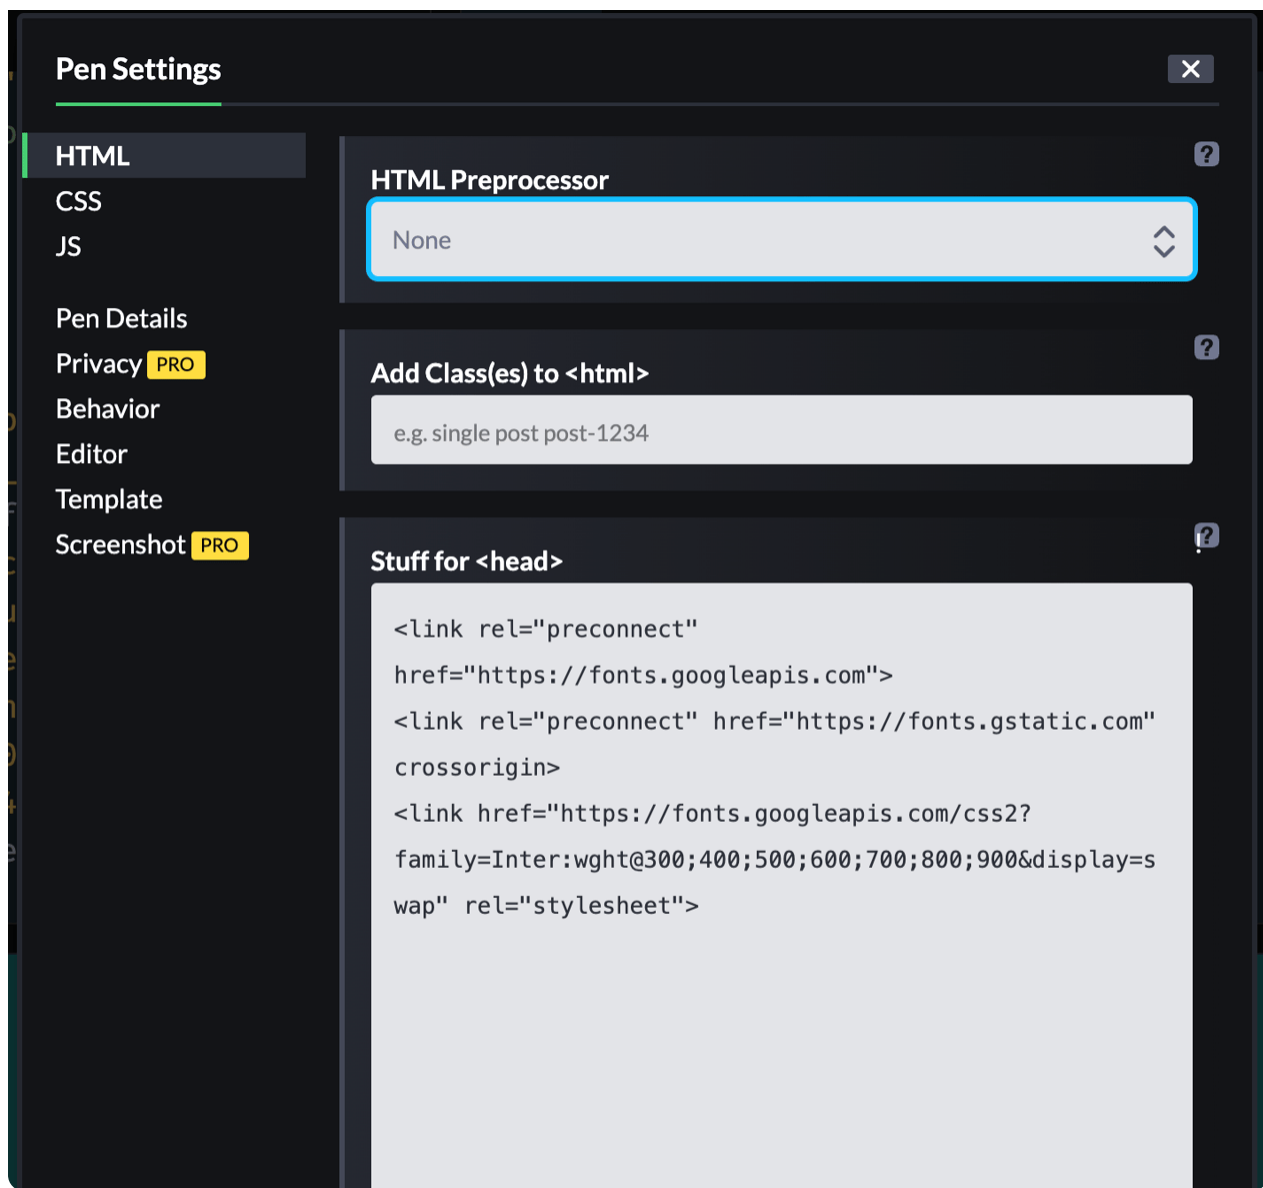 Pen Settings
HTML
CSS
JS
Pen Details
Privacy PRO
Behavior
Editor
Template
Screenshot PRO
HTML Preprocessor
?
None
Add Class(es) to <html>
?
e.g. single post post-1234
Stuff for <head>
?
<link rel="preconnect"
href="https://fonts.googleapis.com">
<link rel="preconnect" href="https://fonts.gstatic.com"
crossorigin>
<link href="https://fonts.googleapis.com/css2?
family=Inter:wght@300;400;500;600;700;800;900&display=s
wap" rel="stylesheet">